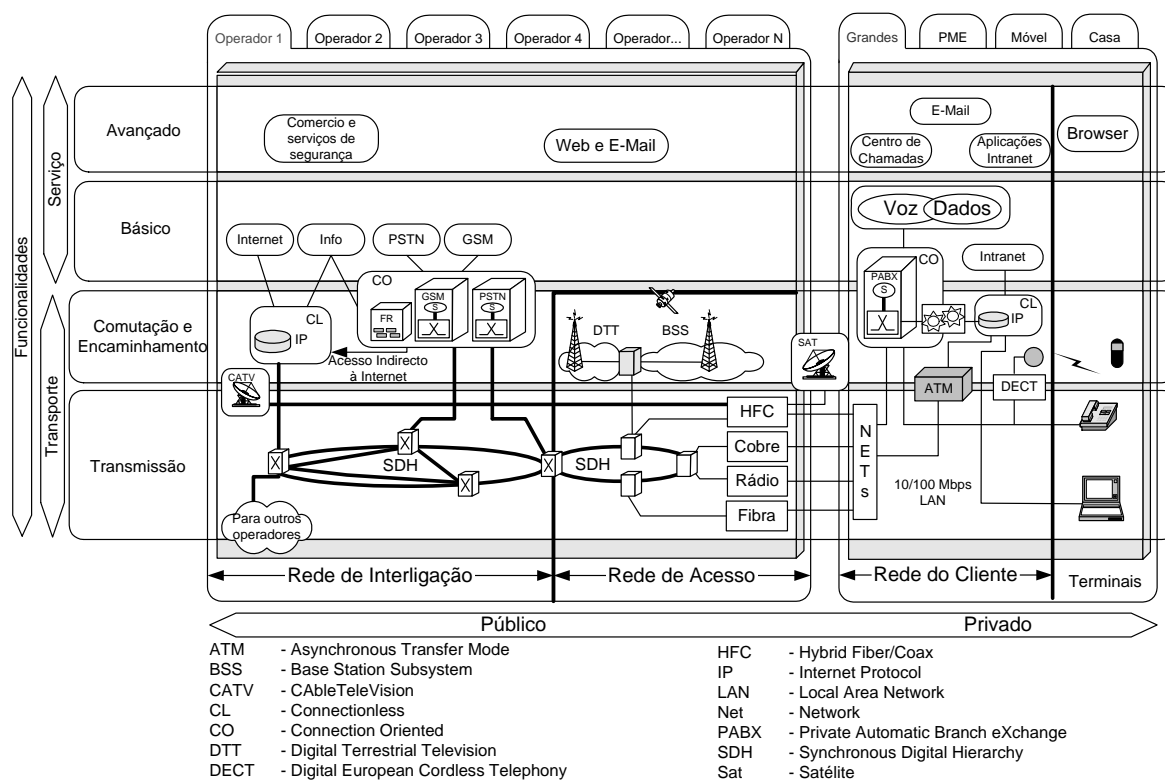 Operador 1
Operador 2
Operador 3
Operador 4
Operador...
Operador N
Grandes
PME
Móvel
Casa
Funcionalidades
Serviço
Transporte
Avançado
Comercio e
serviços de
segurança
Web e E-Mail
E-Mail
Centro de
Chamadas
Aplicações
Intranet
Browser
Básico
Internet
Info
PSTN
GSM
Voz
Dados
CO
PABX
S
Intranet
CO
FR
GSM
S
PSTN
S
Comutação e
Encaminhamento
CL
IP
Acesso Indirecto
à Internet
DTT
BSS
SAT
CL
IP
CATV
ATM
DECT
Transmissão
SDH
SDH
HFC
Cobre
Rádio
Fibra
NETs
10/100 Mbps
LAN
Para outros
operadores
Rede de Interligação
Rede de Acesso
Rede do Cliente
Terminais
Público
Privado
ATM - Asynchronous Transfer Mode
BSS - Base Station Subsystem
CATV - CAbleTeleVision
CL - Connectionless
CO - Connection Oriented
DTT - Digital Terrestrial Television
DECT - Digital European Cordless Telephony
HFC - Hybrid Fiber/Coax
IP - Internet Protocol
LAN - Local Area Network
Net - Network
PABX - Private Automatic Branch eXchange
SDH - Synchronous Digital Hierarchy
Sat - Satélite